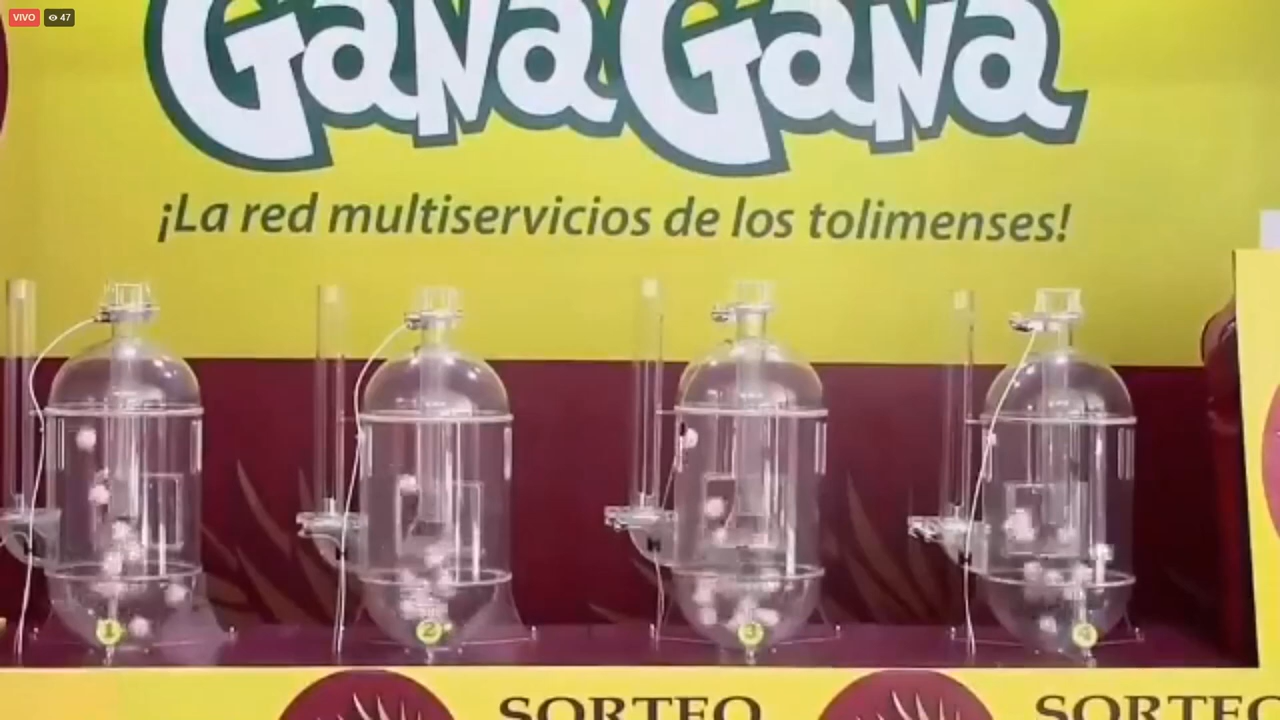 VIVO 47
GanaGana
¡La red multiservicios de los tolimenses!
1 2 3 4
SORTEO SORTEO